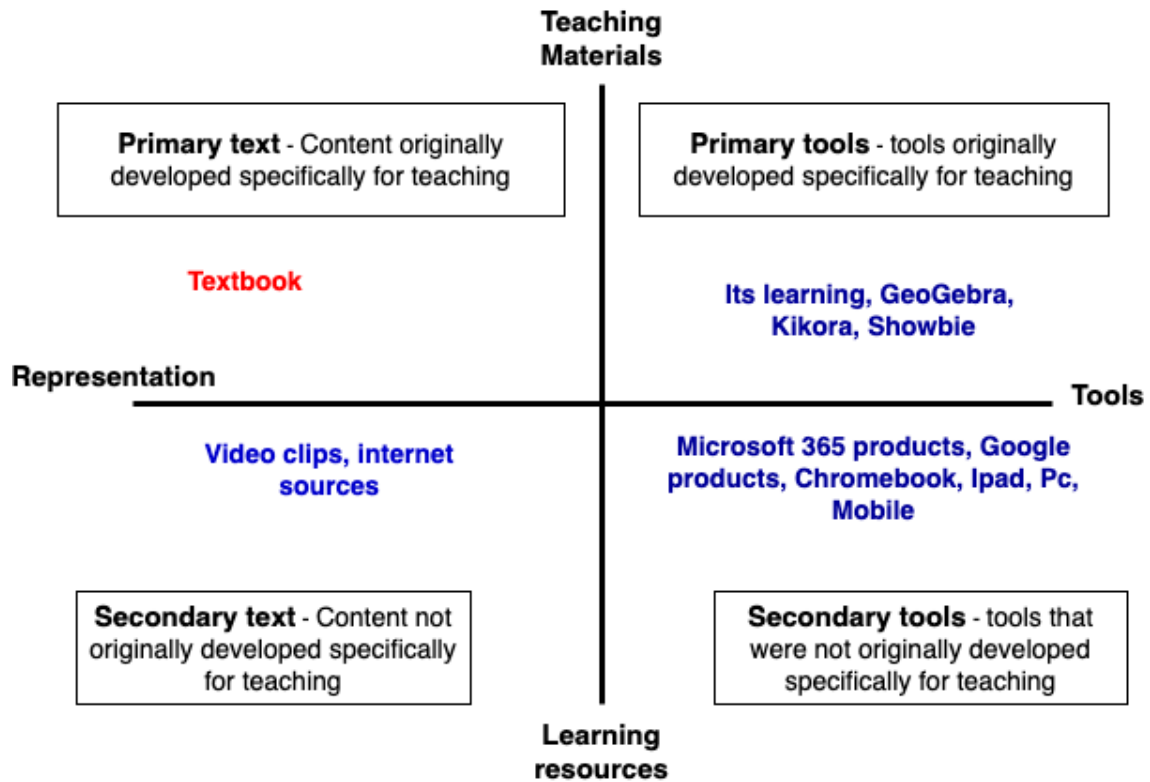 Teaching
Materials
Primary text - Content originally
developed specifically for teaching
Primary tools - tools originally
developed specifically for teaching
Textbook
Its learning, GeoGebra,
Kikora, Showbie
Representation
Tools
Video clips, internet
sources
Microsoft 365 products, Google
products, Chromebook, Ipad, Pc,
Mobile
Secondary text - Content not
originally developed specifically
for teaching
Secondary tools - tools that
were not originally developed
specifically for teaching
Learning
resources